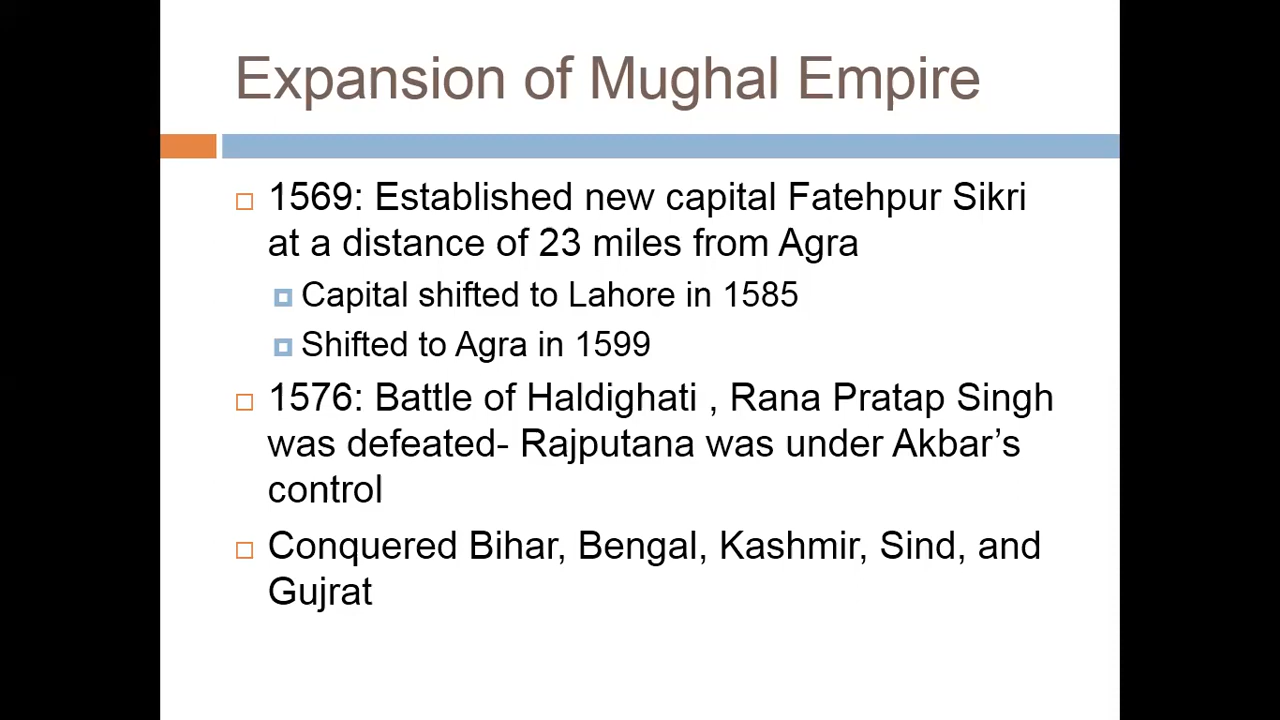 Expansion of Mughal Empire
1569: Established new capital Fatehpur Sikri
at a distance of 23 miles from Agra
Capital shifted to Lahore in 1585
Shifted to Agra in 1599
1576: Battle of Haldighati , Rana Pratap Singh
was defeated- Rajputana was under Akbar’s
control
Conquered Bihar, Bengal, Kashmir, Sind, and
Gujrat